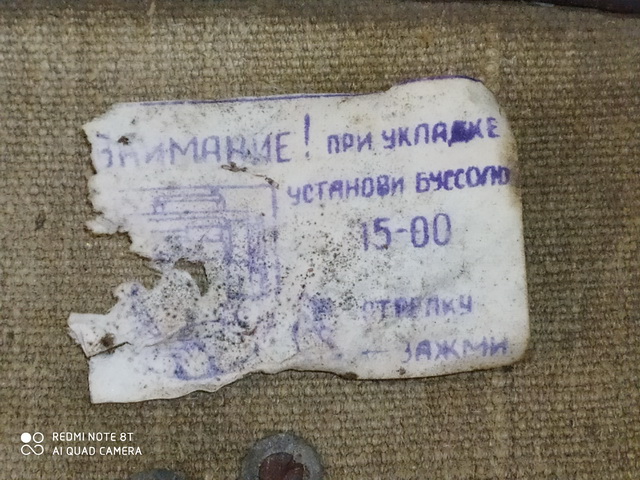 ВНИМАНИЕ! ПРИ УКЛАДКЕ
УСТАНОВИ БУССОЛЬ
15-00
СТРЕЛКУ
— ЗАЖМИ
REDMI NOTE 8T
AI QUAD CAMERA